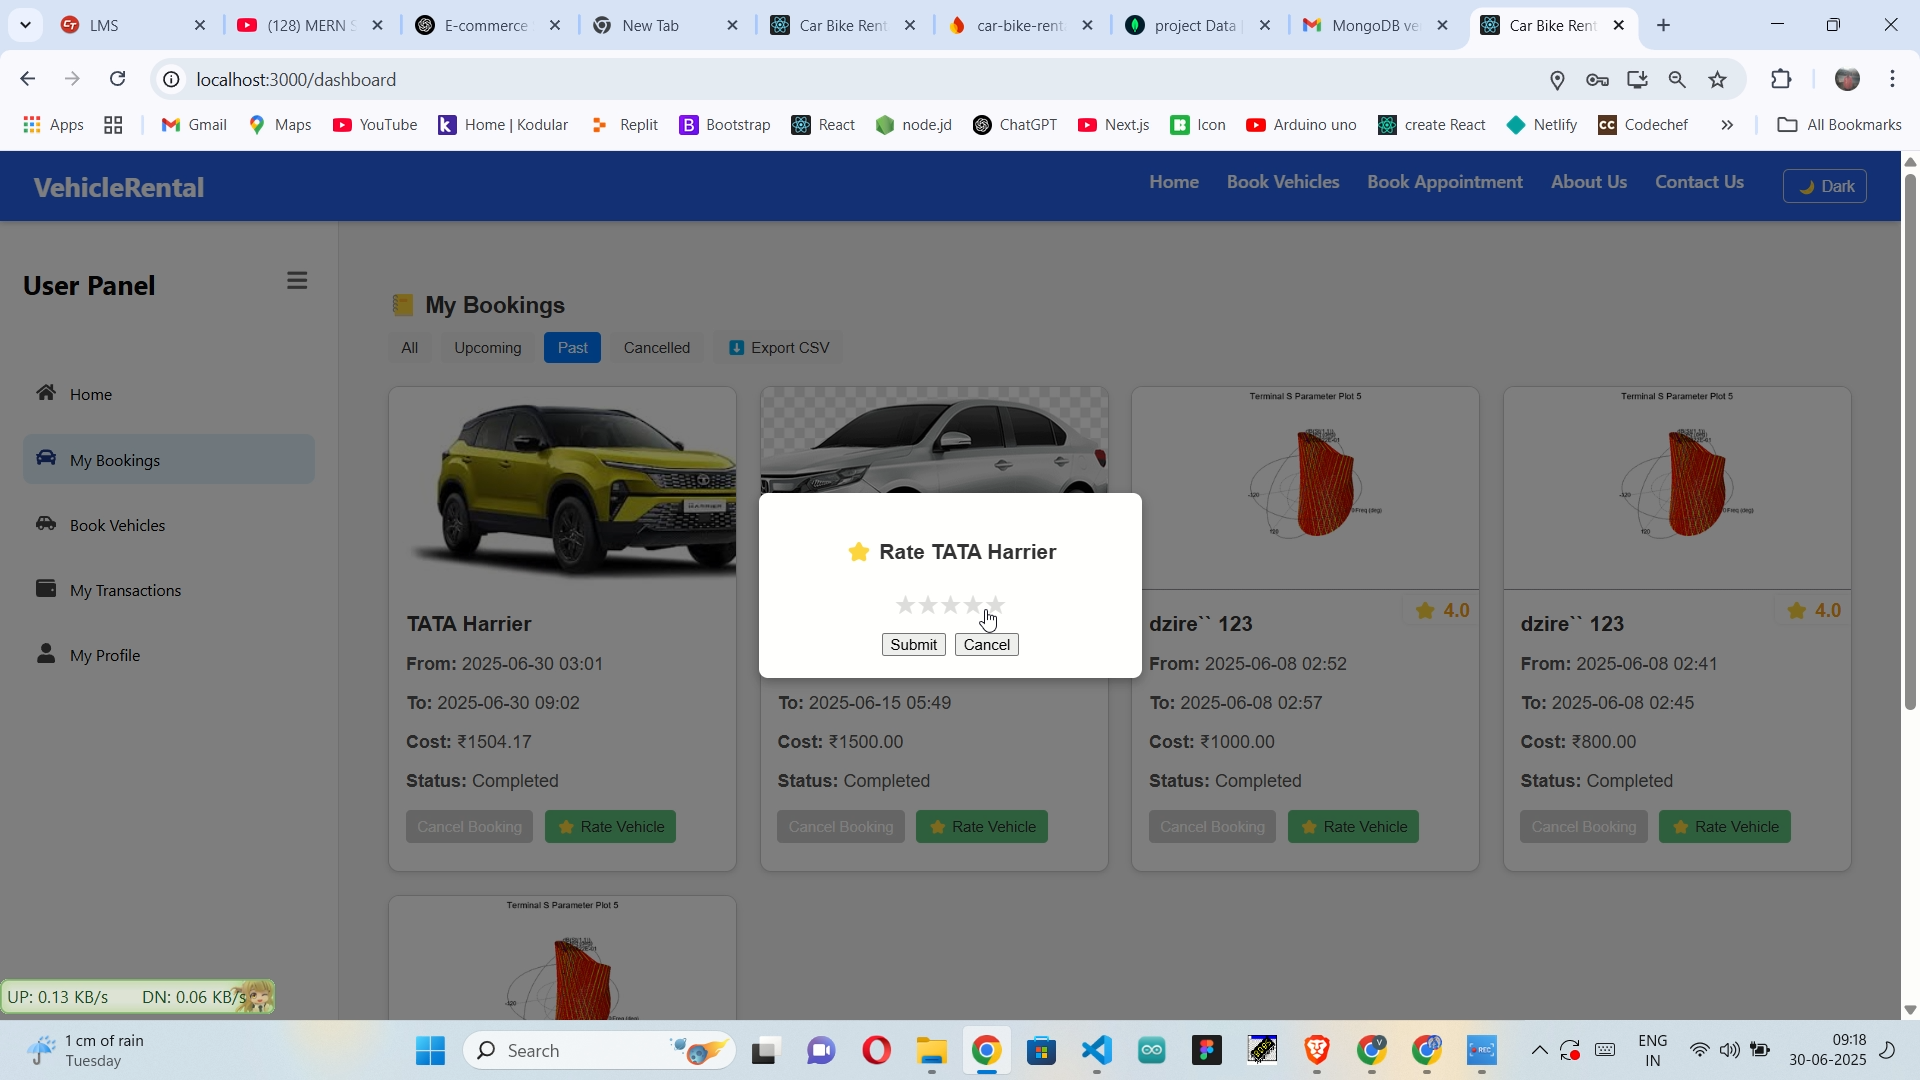 LMS
(128) MERN S
E-commerce
New Tab
Car Bike Rent
car-bike-rent
project Data
MongoDB ve
Car Bike Rent
localhost:3000/dashboard
Apps
Gmail
Maps
YouTube
Home | Kodular
Replit
Bootstrap
React
node.jd
ChatGPT
Next.js
Icon
Arduino uno
create React
Netlify
Codechef
All Bookmarks
VehicleRental
Home
Book Vehicles
Book Appointment
About Us
Contact Us
Dark
User Panel
Home
My Bookings
Book Vehicles
My Transactions
My Profile
My Bookings
All
Upcoming
Past
Cancelled
Export CSV
TATA Harrier
From: 2025-06-30 03:01
To: 2025-06-30 09:02
Cost: ₹1504.17
Status: Completed
Cancel Booking
Rate Vehicle
Rate TATA Harrier
Submit
Cancel
To: 2025-06-15 05:49
Cost: ₹1500.00
Status: Completed
Cancel Booking
Rate Vehicle
Terminal S Parameter Plot 5
4.0
dzire`` 123
From: 2025-06-08 02:52
To: 2025-06-08 02:57
Cost: ₹1000.00
Status: Completed
Cancel Booking
Rate Vehicle
Terminal S Parameter Plot 5
4.0
dzire`` 123
From: 2025-06-08 02:41
To: 2025-06-08 02:45
Cost: ₹800.00
Status: Completed
Cancel Booking
Rate Vehicle
Terminal S Parameter Plot 5
UP: 0.13 KB/s
DN: 0.06 KB/s
1 cm of rain
Tuesday
Search
ENG
IN
09:18
30-06-2025